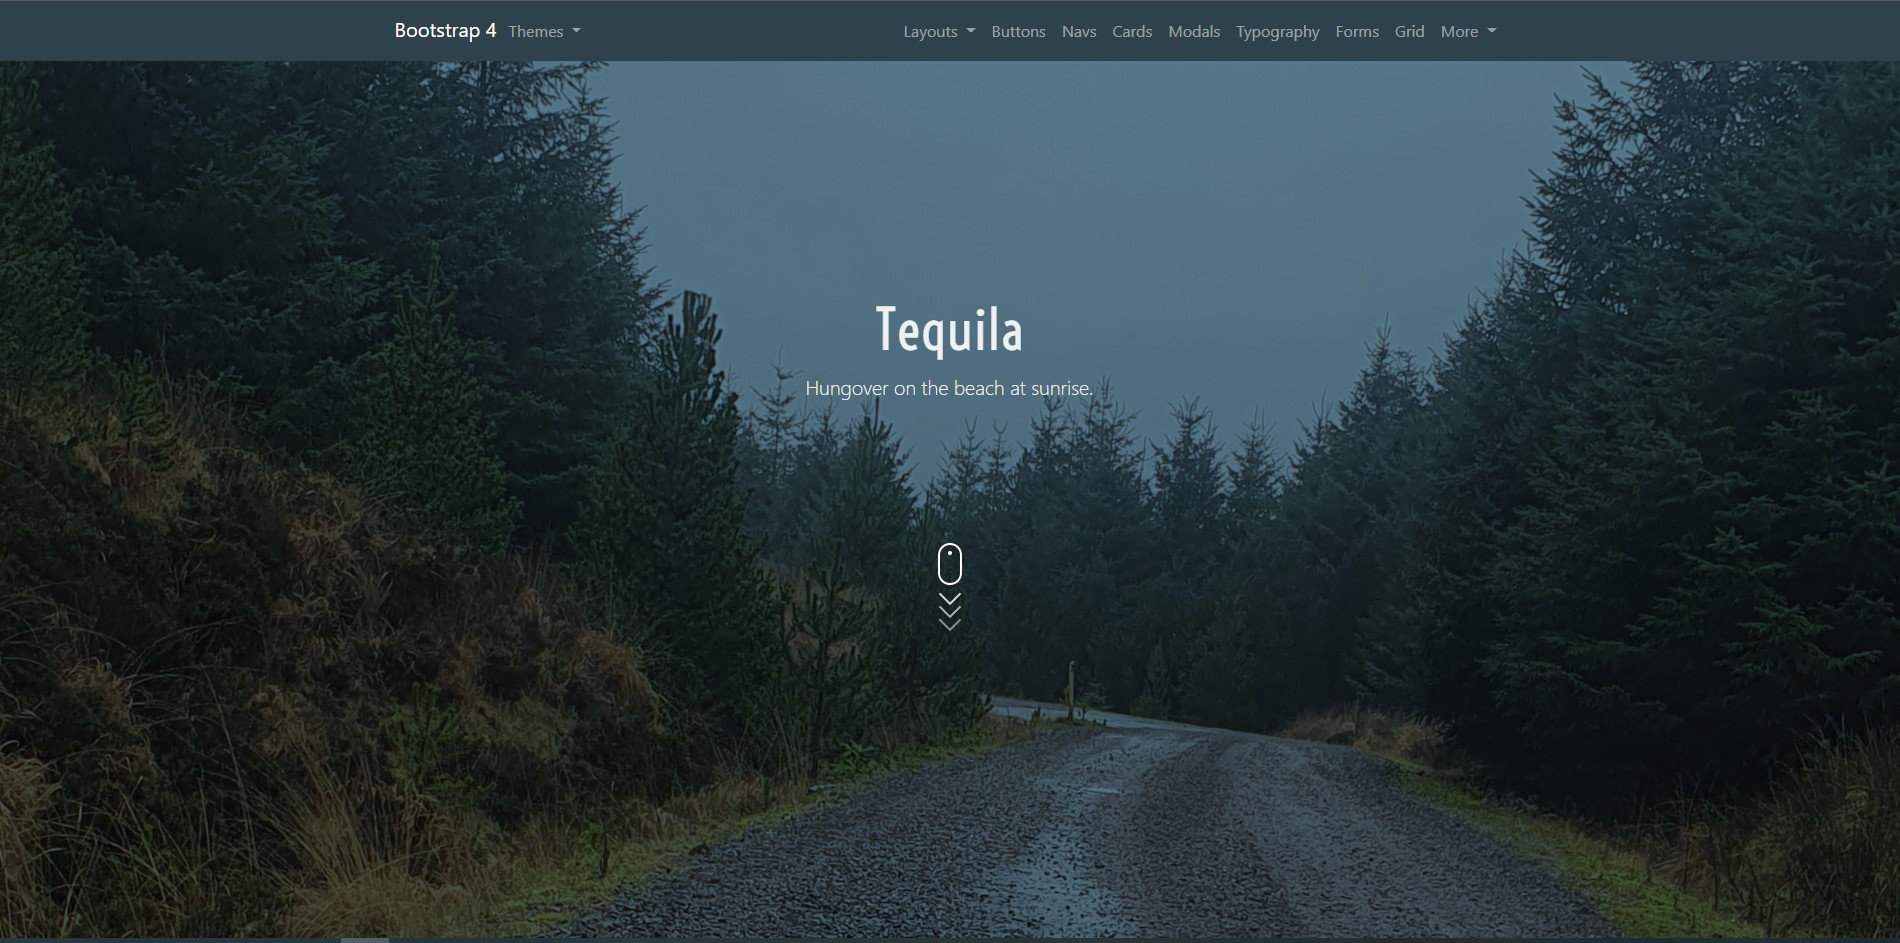 Bootstrap 4 Themes Layouts Buttons Navs Cards Modals Typography Forms Grid More
Tequila
Hungover on the beach at sunrise.